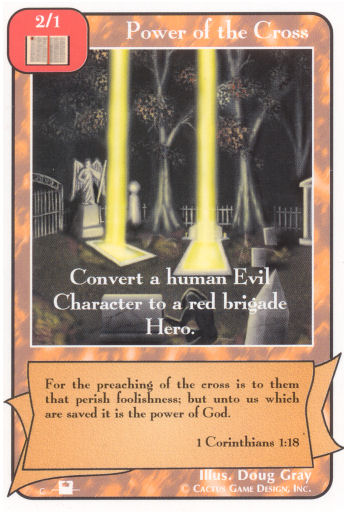 2/1
Power of the Cross
Convert a human Evil
Character to a red brigade
Hero.
For the preaching of the cross is to them
that perish foolishness; but unto us which
are saved it is the power of God.
1 Corinthians 1:18
Illus. Doug Gray
G
© Cactus Game Design, Inc.